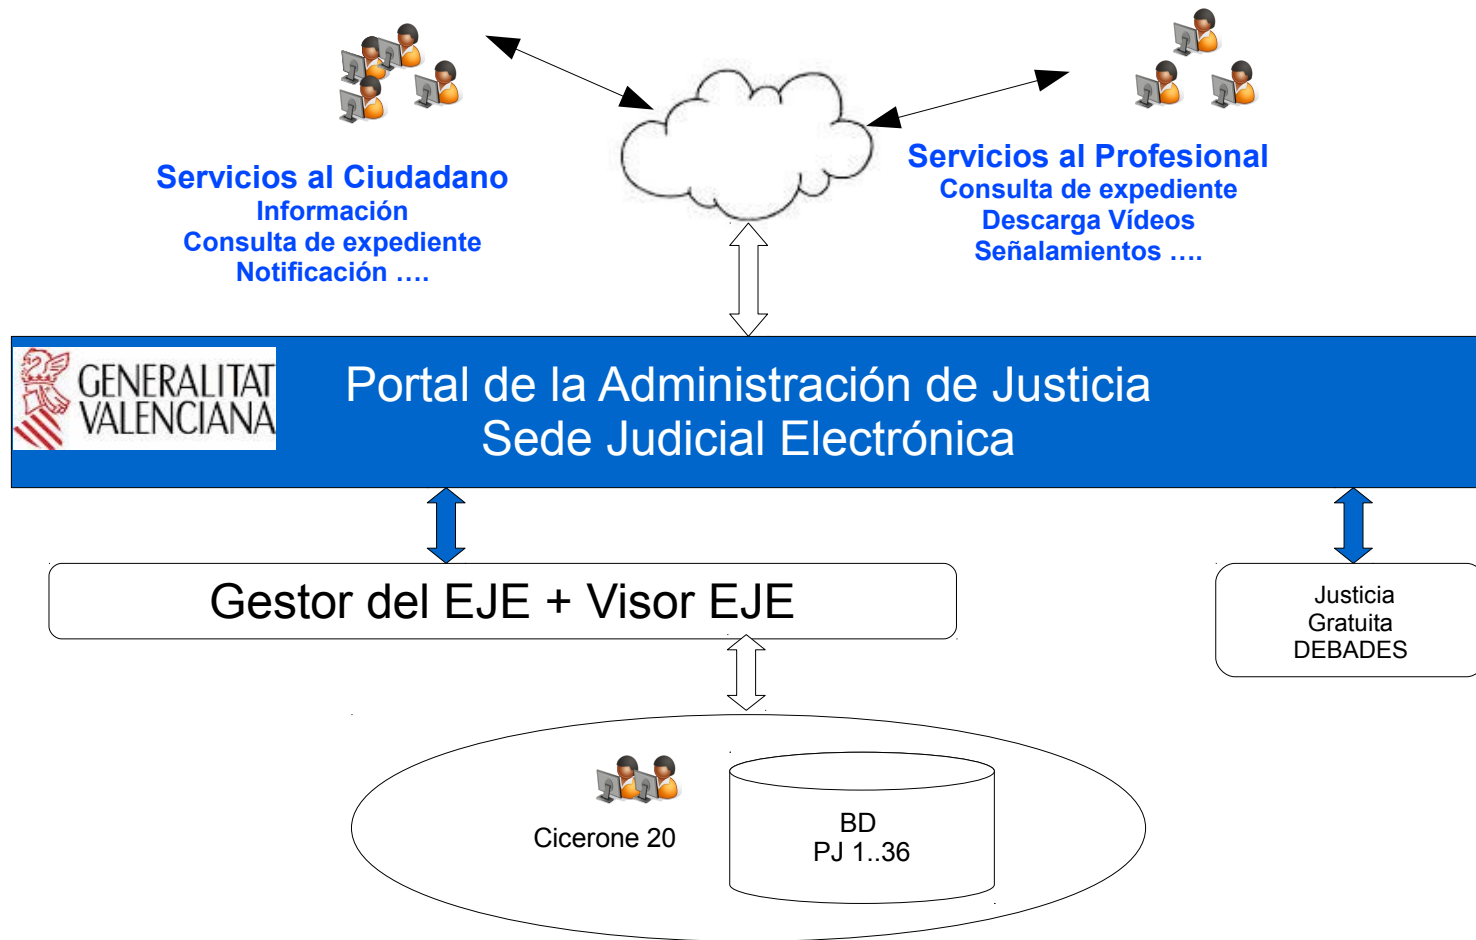 Servicios al Ciudadano
Información
Consulta de expediente
Notificación ….
Servicios al Profesional
Consulta de expediente
Descarga Vídeos
Señalamientos ….
GENERALITAT
VALENCIANA
Portal de la Administración de Justicia
Sede Judicial Electrónica
Gestor del EJE + Visor EJE
Justicia
Gratuita
DEBADES
Cicerone 20
BD
PJ 1..36